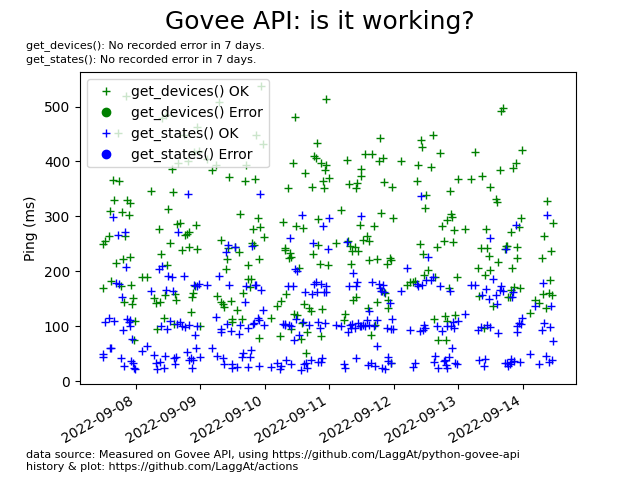 Govee API: is it working?
get_devices(): No recorded error in 7 days.
get_states(): No recorded error in 7 days.
get_devices() OK
get_devices() Error
get_states() OK
get_states() Error
Ping (ms)
500
400
300
200
100
0
2022-09-08
2022-09-09
2022-09-10
2022-09-11
2022-09-12
2022-09-13
2022-09-14
data source: Measured on Govee API, using https://github.com/LaggAt/python-govee-api
history & plot: https://github.com/LaggAt/actions